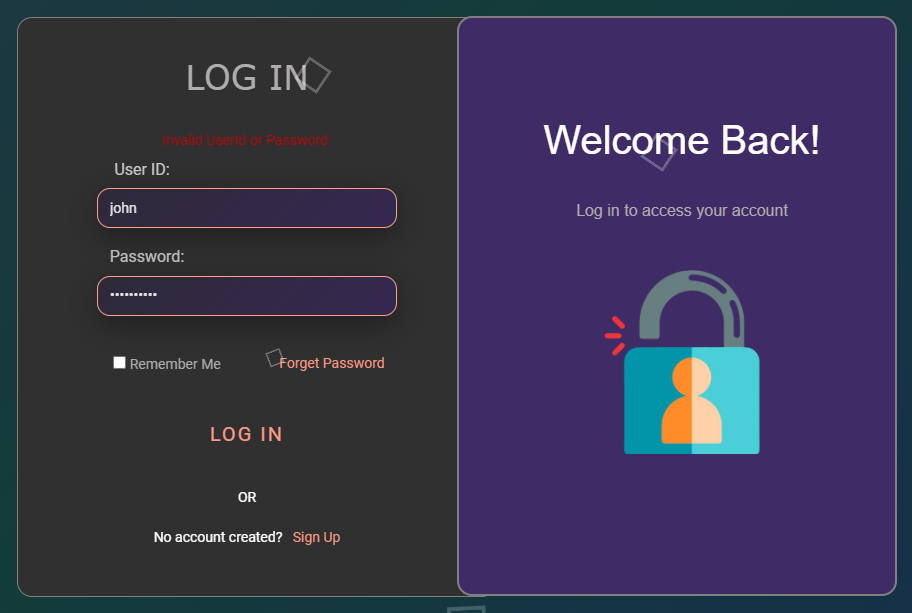 LOG IN
Invalid UserId or Password
User ID:
john
Password:
••••••••••
Remember Me
Forget Password
LOG IN
OR
No account created? Sign Up
Welcome Back!
Log in to access your account